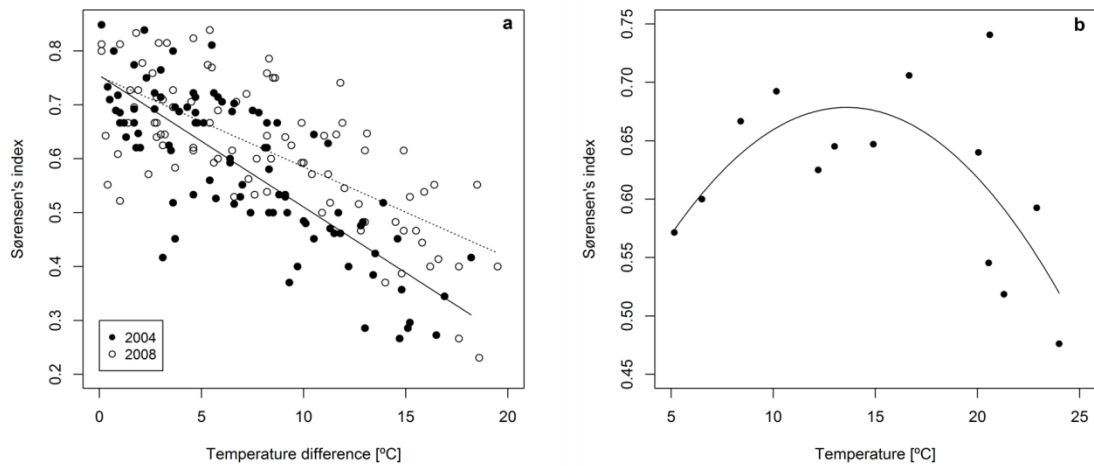 a
Sørensen's index
0.8
0.7
0.6
0.5
0.4
0.3
0.2
2004
2008
0 5 10 15 20
Temperature difference [ºC]
b
Sørensen's index
0.75
0.70
0.65
0.60
0.55
0.50
0.45
5 10 15 20 25
Temperature [ºC]